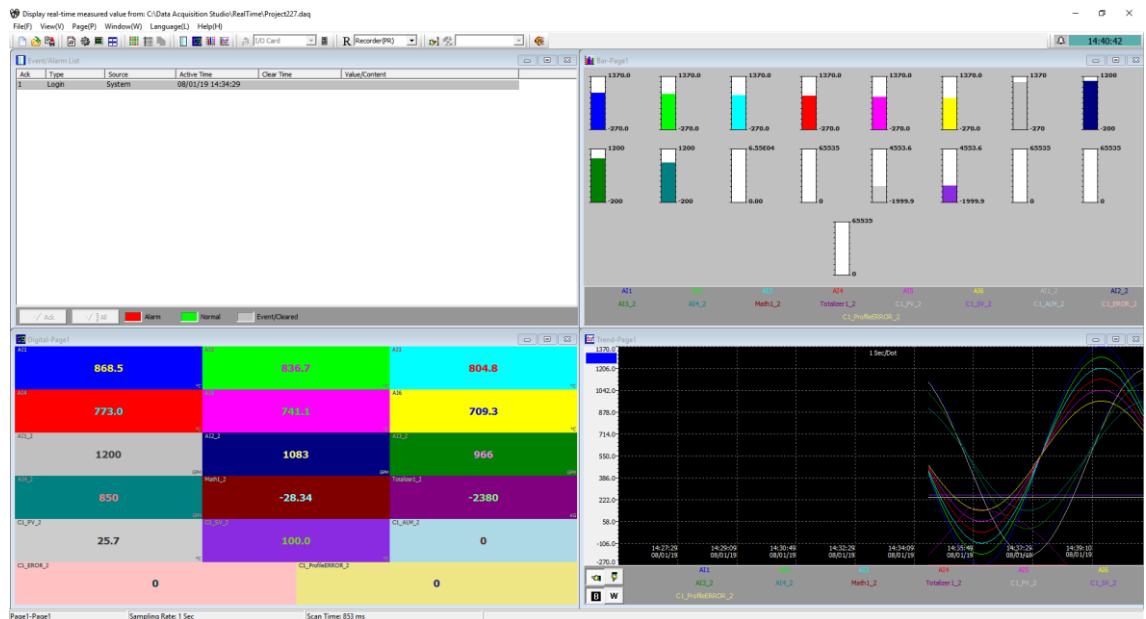 Display real-time measured value from: C:\Data Acquisition Studio\RealTime\Project227.daq
File(F) View(V) Page(P) Window(W) Language(L) Help(H)
I/O Card R Recorder(PR) 14:40:42
Event/Alarm List
Ack Type Source Active Time Clear Time Value/Content
1 Login System 08/01/19 14:34:29
Ack All Alarm Normal Event/Cleared
Bar-Page1
1370.0 1370.0 1370.0 1370.0 1370.0 1370.0 1370 1200
-270.0 -270.0 -270.0 -270.0 -270.0 -270.0 -270 -200
1200 1200 6.55E04 65535 4553.6 4553.6 65535 65535
-200 -200 0.00 0 -1999.9 -1999.9 0 0
65535
0
AI1 AI2 AI3 AI4 AI5 AI6 AI1_2 AI2_2
AI3_2 AI4_2 Math1_2 Totalizer1_2 C1_PV_2 C1_SV_2 C1_ALM_2 C1_EROR_2
C1_ProfileERROR_2
Digital-Page1
AI1 AI2 AI3
868.5 836.7 804.8
°C
AI4 AI5 AI6
773.0 741.1 709.3
°C °C
AI1_2 AI2_2 AI3_2
1200 1083 966
GPM GPM GPM
AI4_2 Math1_2 Totalizer1_2
850 -28.34 -2380
GPM KG
C1_PV_2 C1_SV_2 C1_ALM_2
25.7 100.0 0
°C
C1_EROR_2 C1_ProfileERROR_2
0 0
Trend-Page1
1 Sec/Dot
1370.0
1206.0
1042.0
878.0
714.0
550.0
386.0
222.0
58.0
-106.0
-270.0
14:27:29 14:29:09 14:30:49 14:32:29 14:34:09 14:35:49 14:37:29 14:39:10
08/01/19 08/01/19 08/01/19 08/01/19 08/01/19 08/01/19 08/01/19 08/01/19
AI1 AI2 AI3 AI4 AI5 AI6
AI3_2 AI4_2 Math1_2 Totalizer1_2 C1_PV_2 C1_SV_2
C1_ProfileERROR_2
B W
Page1-Page1 Sampling Rate: 1 Sec Scan Time: 853 ms